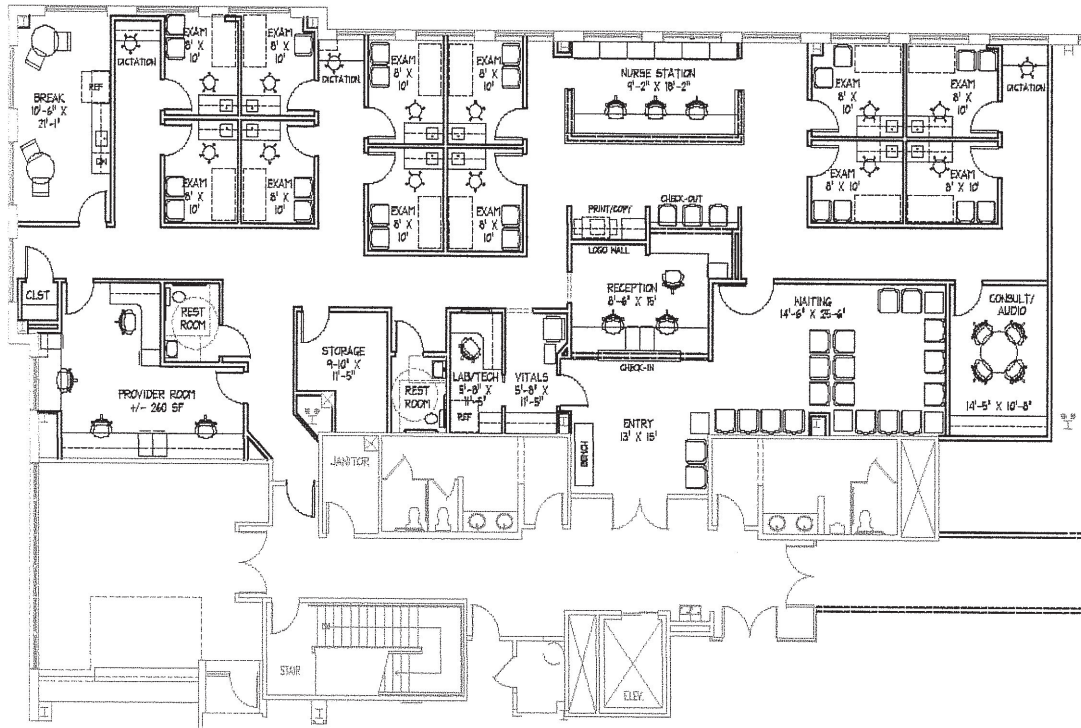 DICTATION
REF
BREAK
10'-6" X
21'-1"
EXAM
8' X
10'
EXAM
8' X
10'
EXAM
8' X
10'
EXAM
8' X
10'
DICTATION
EXAM
8' X
10'
EXAM
8' X
10'
EXAM
8' X
10'
EXAM
8' X
10'
NURSE STATION
9'-2" X 18'-2"
EXAM
8' X
10'
EXAM
8' X
10'
EXAM
8' X 10'
EXAM
8' X 10'
DICTATION
PRINT/COPY
CHECK-OUT
LOGO WALL
RECEPTION
8'-6" X 15'
CHECK-IN
CLST
REST
ROOM
PROVIDER ROOM
+/- 260 SF
STORAGE
9-10" X
11'-5"
REST
ROOM
LAB/TECH
5'-8" X
11'-5"
REF
VITALS
5'-8" X
11'-5"
WAITING
14'-6" X 25'-6"
CONSULT/
AUDIO
14'-5" X 10'-8"
ENTRY
13' X 15'
BENCH
JANITOR
STAIR
ELEV.